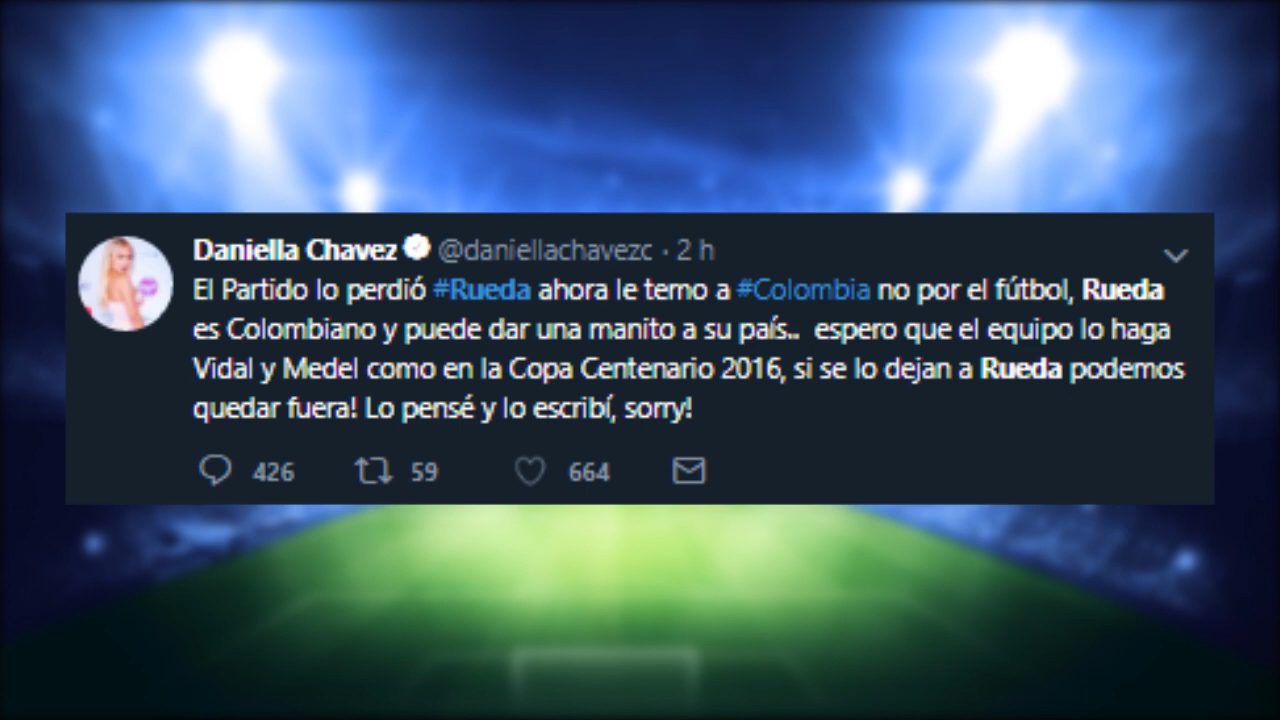 Daniella Chavez @daniellachavezc · 2 h
El Partido lo perdió #Rueda ahora le temo a #Colombia no por el fútbol, Rueda
es Colombiano y puede dar una manito a su país.. espero que el equipo lo haga
Vidal y Medel como en la Copa Centenario 2016, si se lo dejan a Rueda podemos
quedar fuera! Lo pensé y lo escribí, sorry!
426 59 664